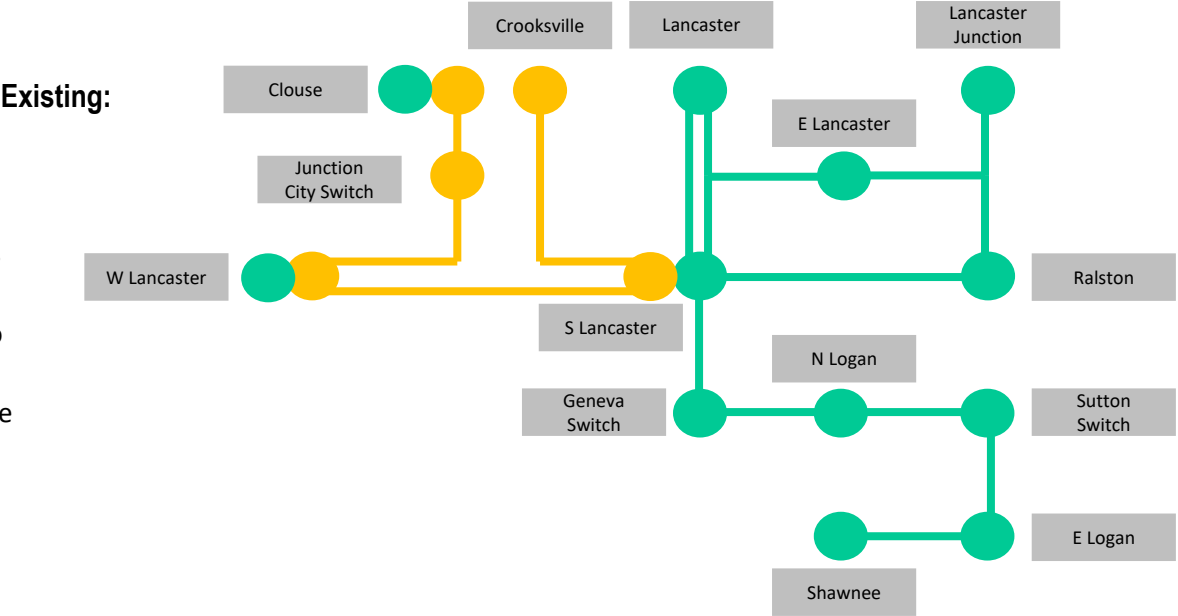 Crooksville
Lancaster
Lancaster
Junction
Existing:
Clouse
E Lancaster
Junction
City Switch
W Lancaster
Ralston
S Lancaster
N Logan
e
Geneva
Switch
Sutton
Switch
E Logan
Shawnee